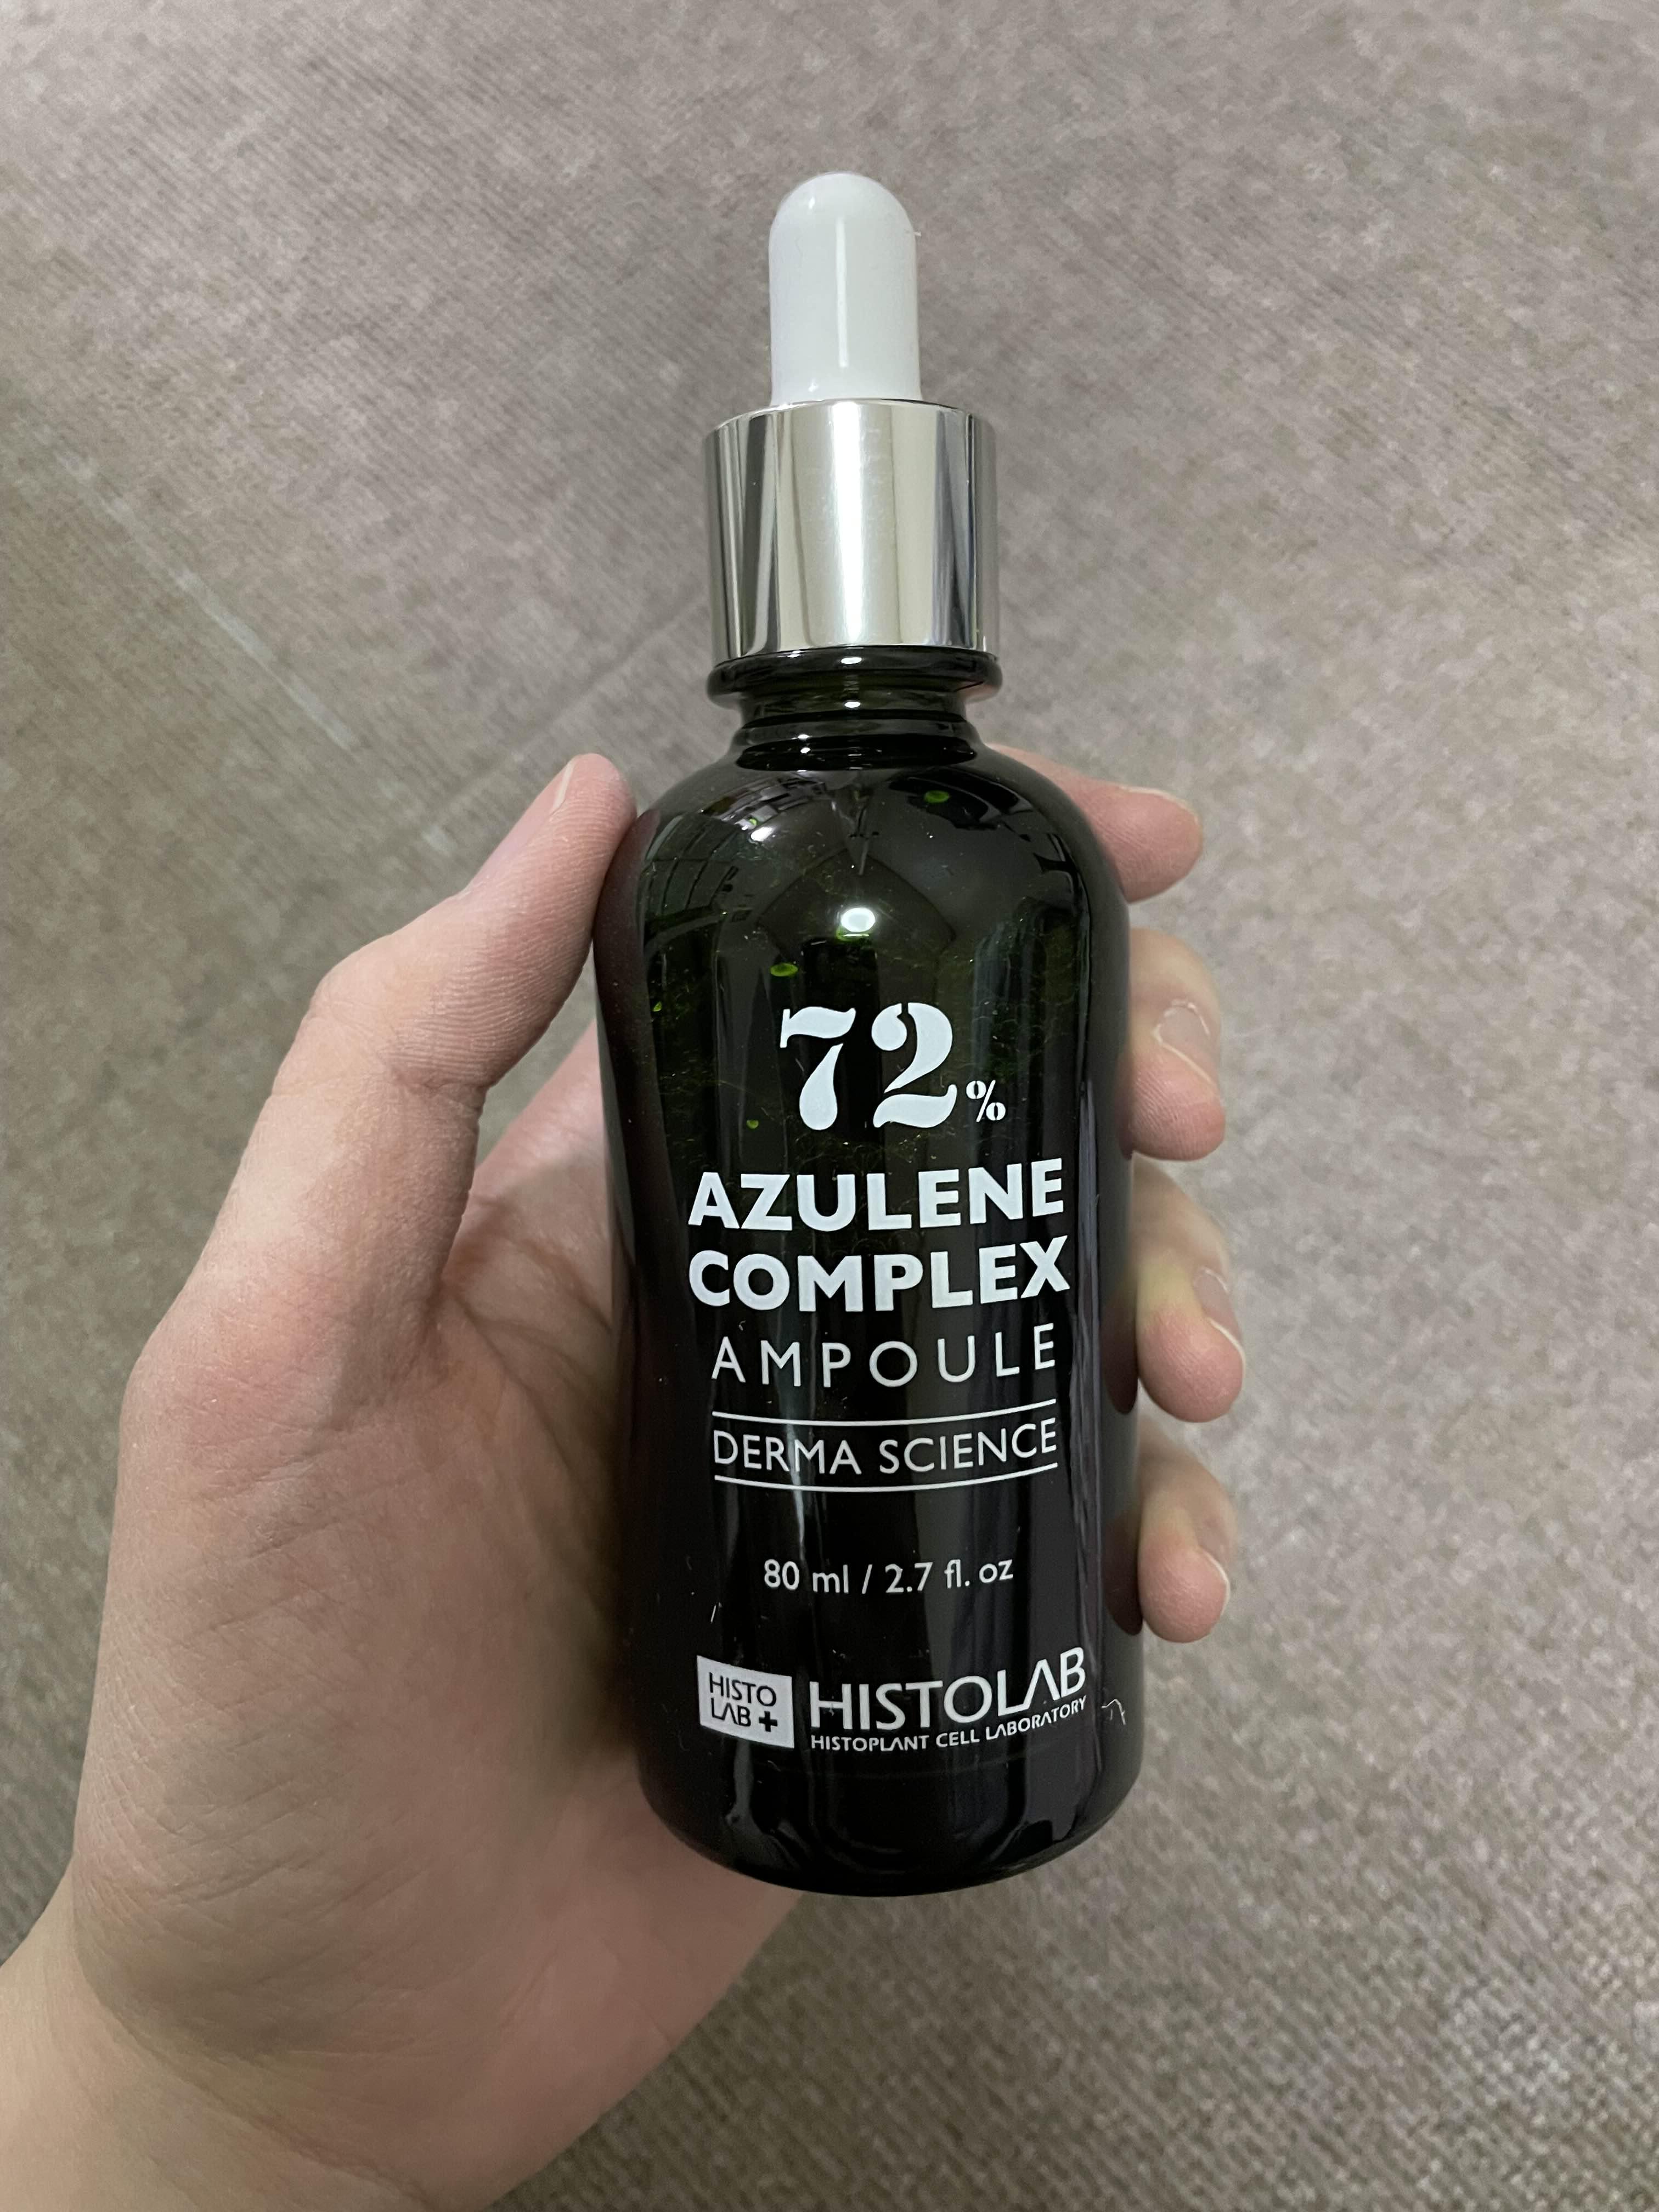 72%
AZULENE
COMPLEX
AMPOULE
DERMA SCIENCE
80 ml / 2.7 fl. oz
HISTO
LAB+
HISTOLAB
HISTOPLANT CELL LABORATORY